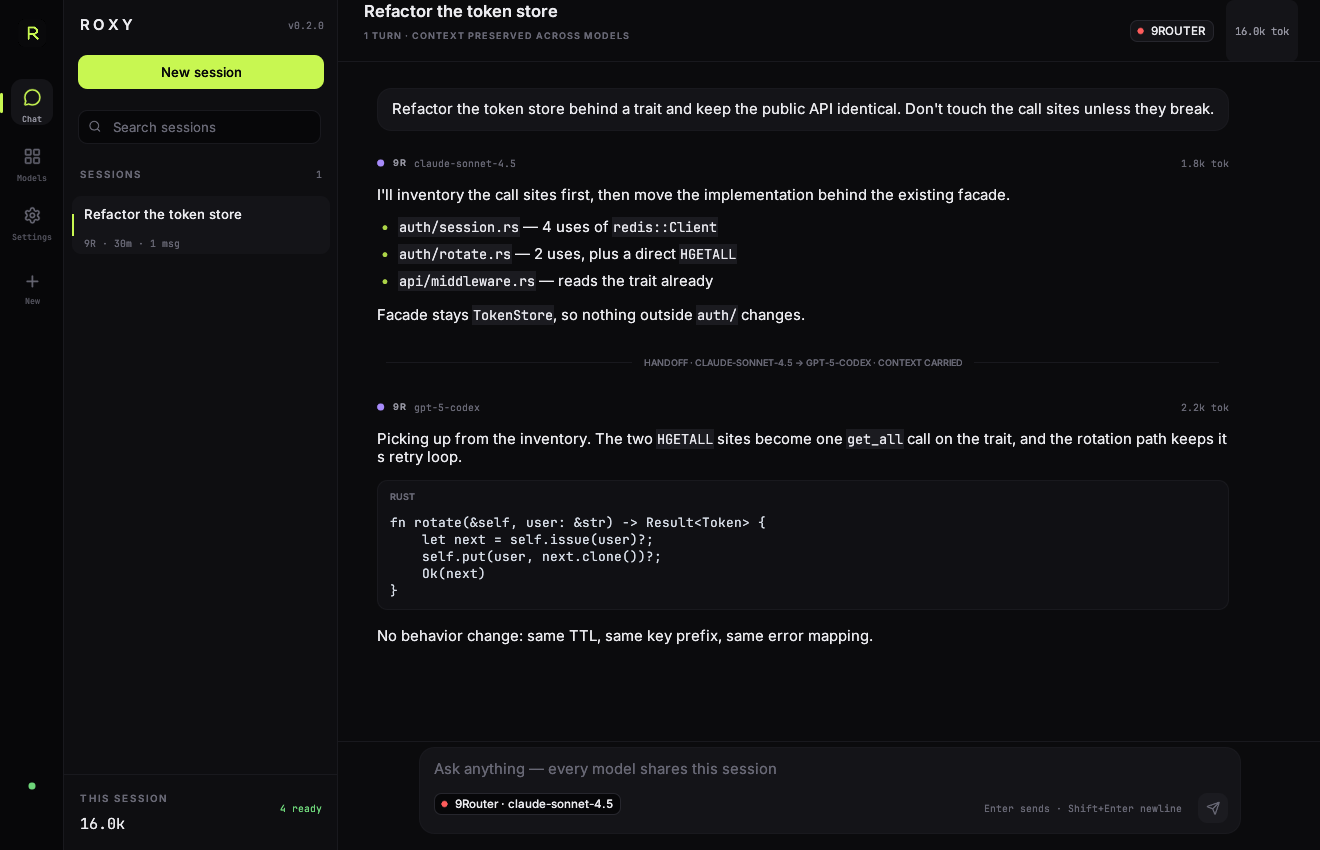 R
Chat
Models
Settings
New
ROXY
v0.2.0
New session
Search sessions
SESSIONS
1
Refactor the token store
9R · 30m · 1 msg
THIS SESSION
16.0k
4 ready
Refactor the token store
1 TURN · CONTEXT PRESERVED ACROSS MODELS
9ROUTER
16.0k tok
Refactor the token store behind a trait and keep the public API identical. Don't touch the call sites unless they break.
9R claude-sonnet-4.5
1.8k tok
I'll inventory the call sites first, then move the implementation behind the existing facade.
• auth/session.rs — 4 uses of redis::Client
• auth/rotate.rs — 2 uses, plus a direct HGETALL
• api/middleware.rs — reads the trait already
Facade stays TokenStore, so nothing outside auth/ changes.
HANDOFF · CLAUDE-SONNET-4.5 → GPT-5-CODEX · CONTEXT CARRIED
9R gpt-5-codex
2.2k tok
Picking up from the inventory. The two HGETALL sites become one get_all call on the trait, and the rotation path keeps it
s retry loop.
RUST
fn rotate(&self, user: &str) -> Result<Token> {
    let next = self.issue(user)?;
    self.put(user, next.clone())?;
    Ok(next)
}
No behavior change: same TTL, same key prefix, same error mapping.
Ask anything — every model shares this session
9Router · claude-sonnet-4.5
Enter sends · Shift+Enter newline